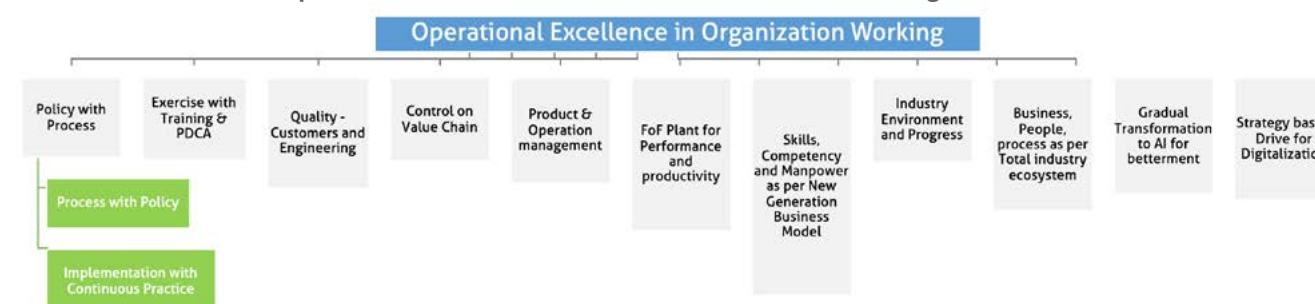 Operational Excellence in Organization Working
Policy with
Process
Exercise with
Training &
PDCA
Quality -
Customers and
Engineering
Control on
Value Chain
Product &
Operation
management
FoF Plant for
Performance
and
productivity
Skills,
Competency
and Manpower
as per New
Generation
Business
Model
Industry
Environment
and Progress
Business,
People,
process as per
Total industry
ecosystem
Gradual
Transformation
to AI for
betterment
Strategy bas
Drive for
Digitalizatio
Process with Policy
Implementation with
Continuous Practice